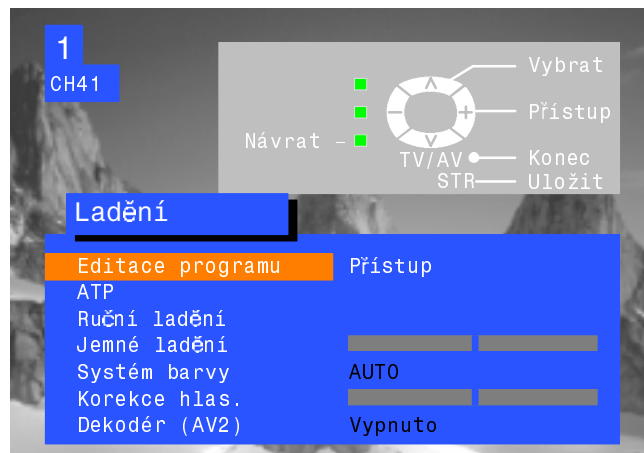 1
CH41
Vybrat
Přístup
Návrat –
TV/AV Konec
STR Uložit
Ladění
Editace programu Přístup
ATP
Ruční ladění
Jemné ladění
Systém barvy AUTO
Korekce hlas.
Dekodér (AV2) Vypnuto